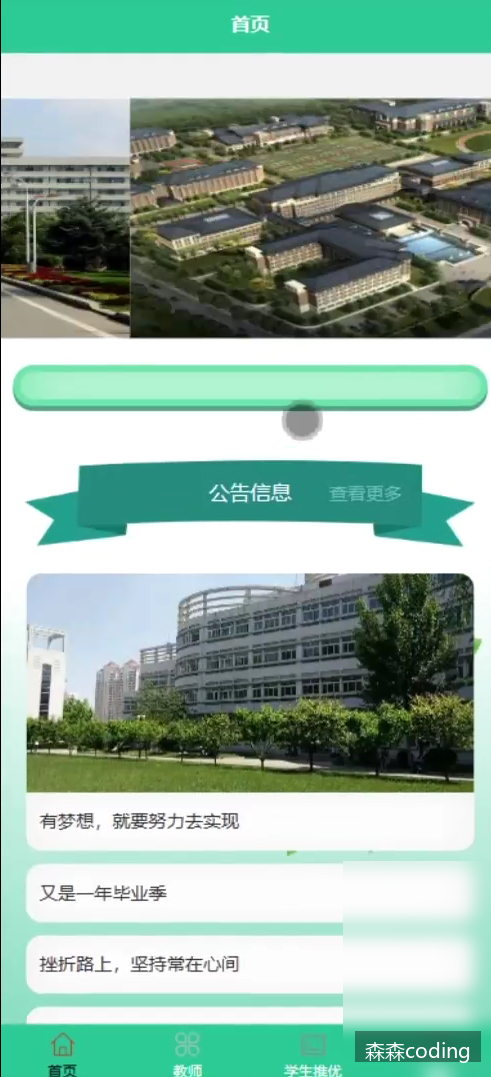 首页
公告信息 查看更多
有梦想，就要努力去实现
又是一年毕业季
挫折路上，坚持常在心间
首页 教师 学生推优
森森coding